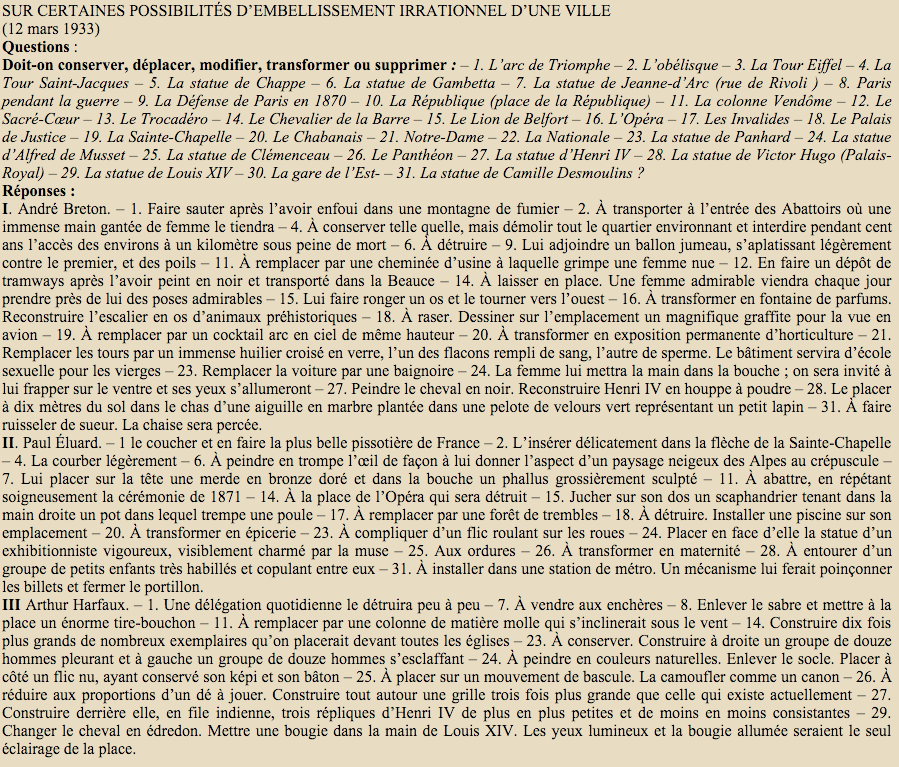 SUR CERTAINES POSSIBILITÉS D’EMBELLISSEMENT IRRATIONNEL D’UNE VILLE
(12 mars 1933)
Questions :
Doit-on conserver, déplacer, modifier, transformer ou supprimer : – 1. L’arc de Triomphe – 2. L’obélisque – 3. La Tour Eiffel – 4. La
Tour Saint-Jacques – 5. La statue de Chappe – 6. La statue de Gambetta – 7. La statue de Jeanne-d’Arc (rue de Rivoli ) – 8. Paris
pendant la guerre – 9. La Défense de Paris en 1870 – 10. La République (place de la République) – 11. La colonne Vendôme – 12. Le
Sacré-Cœur – 13. Le Trocadéro – 14. Le Chevalier de la Barre – 15. Le Lion de Belfort – 16. L’Opéra – 17. Les Invalides – 18. Le Palais
de Justice – 19. La Sainte-Chapelle – 20. Le Chabanais – 21. Notre-Dame – 22. La Nationale – 23. La statue de Panhard – 24. La statue
d’Alfred de Musset – 25. La statue de Clémenceau – 26. Le Panthéon – 27. La statue d’Henri IV – 28. La statue de Victor Hugo (Palais-
Royal) – 29. La statue de Louis XIV – 30. La gare de l’Est- – 31. La statue de Camille Desmoulins ?
Réponses :
I. André Breton. – 1. Faire sauter après l’avoir enfoui dans une montagne de fumier – 2. À transporter à l’entrée des Abattoirs où une
immense main gantée de femme le tiendra – 4. À conserver telle quelle, mais démolir tout le quartier environnant et interdire pendant cent
ans l’accès des environs à un kilomètre sous peine de mort – 6. À détruire – 9. Lui adjoindre un ballon jumeau, s’aplatissant légèrement
contre le premier, et des poils – 11. À remplacer par une cheminée d’usine à laquelle grimpe une femme nue – 12. En faire un dépôt de
tramways après l’avoir peint en noir et transporté dans la Beauce – 14. À laisser en place. Une femme admirable viendra chaque jour
prendre près de lui des poses admirables – 15. Lui faire ronger un os et le tourner vers l’ouest – 16. À transformer en fontaine de parfums.
Reconstruire l’escalier en os d’animaux préhistoriques – 18. À raser. Dessiner sur l’emplacement un magnifique graffite pour la vue en
avion – 19. À remplacer par un cocktail arc en ciel de même hauteur – 20. À transformer en exposition permanente d’horticulture – 21.
Remplacer les tours par un immense huilier croisé en verre, l’un des flacons rempli de sang, l’autre de sperme. Le bâtiment servira d’école
sexuelle pour les vierges – 23. Remplacer la voiture par une baignoire – 24. La femme lui mettra la main dans la bouche ; on sera invité à
lui frapper sur le ventre et ses yeux s’allumeront – 27. Peindre le cheval en noir. Reconstruire Henri IV en houppe à poudre – 28. Le placer
à dix mètres du sol dans le chas d’une aiguille en marbre plantée dans une pelote de velours vert représentant un petit lapin – 31. À faire
ruisseler de sueur. La chaise sera percée.
II. Paul Éluard. – 1 le coucher et en faire la plus belle pissotière de France – 2. L’insérer délicatement dans la flèche de la Sainte-Chapelle
– 4. La courber légèrement – 6. À peindre en trompe l’œil de façon à lui donner l’aspect d’un paysage neigeux des Alpes au crépuscule –
7. Lui placer sur la tête une merde en bronze doré et dans la bouche un phallus grossièrement sculpté – 11. À abattre, en répétant
soigneusement la cérémonie de 1871 – 14. À la place de l’Opéra qui sera détruit – 15. Jucher sur son dos un scaphandrier tenant dans la
main droite un pot dans lequel trempe une poule – 17. À remplacer par une forêt de trembles – 18. À détruire. Installer une piscine sur son
emplacement – 20. À transformer en épicerie – 23. À compliquer d’un flic roulant sur les roues – 24. Placer en face d’elle la statue d’un
exhibitionniste vigoureux, visiblement charmé par la muse – 25. Aux ordures – 26. À transformer en maternité – 28. À entourer d’un
groupe de petits enfants très habillés et copulant entre eux – 31. À installer dans une station de métro. Un mécanisme lui ferait poinçonner
les billets et fermer le portillon.
III Arthur Harfaux. – 1. Une délégation quotidienne le détruira peu à peu – 7. À vendre aux enchères – 8. Enlever le sabre et mettre à la
place un énorme tire-bouchon – 11. À remplacer par une colonne de matière molle qui s’inclinerait sous le vent – 14. Construire dix fois
plus grands de nombreux exemplaires qu’on placerait devant toutes les églises – 23. À conserver. Construire à droite un groupe de douze
hommes pleurant et à gauche un groupe de douze hommes s’esclaffant – 24. À peindre en couleurs naturelles. Enlever le socle. Placer à
côté un flic nu, ayant conservé son képi et son bâton – 25. À placer sur un mouvement de bascule. La camoufler comme un canon – 26. À
réduire aux proportions d’un dé à jouer. Construire tout autour une grille trois fois plus grande que celle qui existe actuellement – 27.
Construire derrière elle, en file indienne, trois répliques d’Henri IV de plus en plus petites et de moins en moins consistantes – 29.
Changer le cheval en édredon. Mettre une bougie dans la main de Louis XIV. Les yeux lumineux et la bougie allumée seraient le seul
éclairage de la place.